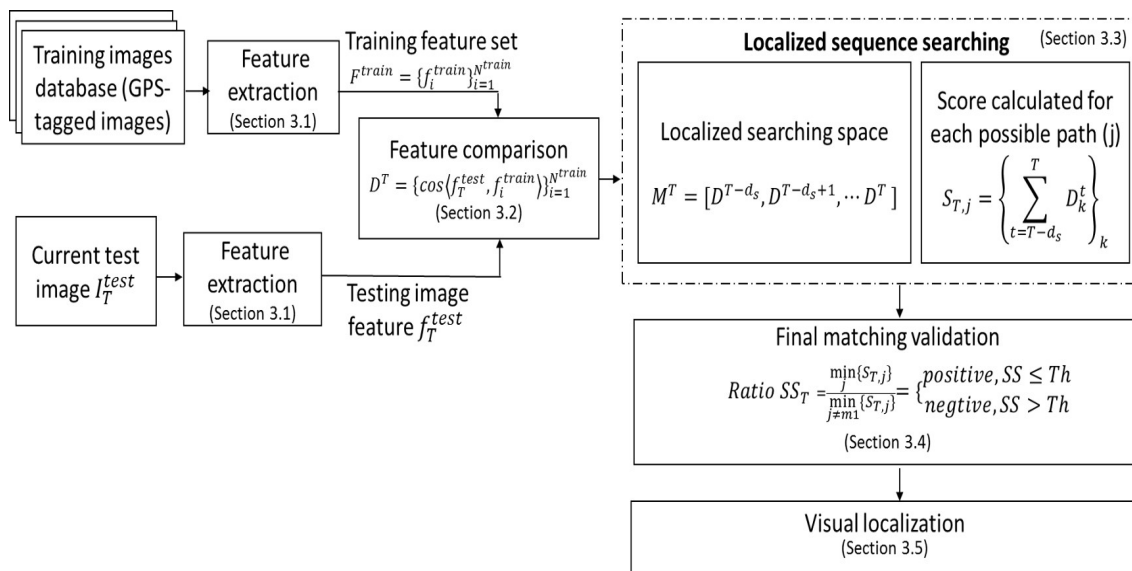 Training images
database (GPS-
tagged images)
Feature
extraction
(Section 3.1)
Training feature set
F^{train} = {f_i^{train}}_{i=1}^{N^{train}}
Feature comparison
D^T = {cos⟨f_T^{test}, f_i^{train}⟩}_{i=1}^{N^{train}}
(Section 3.2)
Current test
image I_T^{test}
Feature
extraction
(Section 3.1)
Testing image
feature f_T^{test}
Localized sequence searching (Section 3.3)
Localized searching space
M^T = [D^{T-d_s}, D^{T-d_s+1}, ⋯ D^T ]
Score calculated for
each possible path (j)
S_{T,j} = {∑_{t=T-d_s}^{T} D_k^t}_k
Final matching validation
Ratio SS_T = \frac{min_j{S_{T,j}}}{min_{j≠m1}{S_{T,j}}} = {positive, SS ≤ Th
negtive, SS > Th
(Section 3.4)
Visual localization
(Section 3.5)